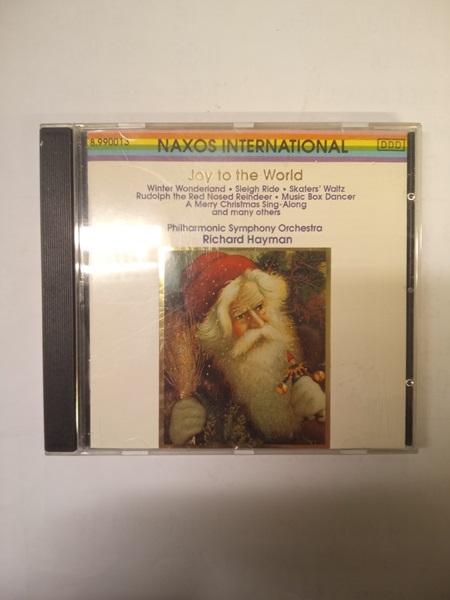 8.990013
NAXOS INTERNATIONAL
DDD
Joy to the World
Winter Wonderland • Sleigh Ride • Skaters' Waltz
Rudolph the Red Nosed Reindeer • Music Box Dancer
A Merry Christmas Sing-Along
and many others
Philharmonic Symphony Orchestra
Richard Hayman